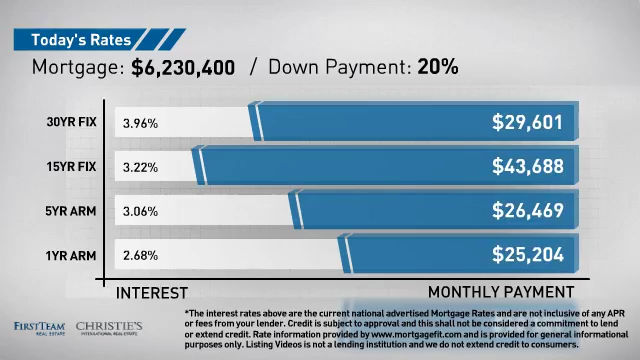 Today's Rates
Mortgage: $6,230,400 / Down Payment: 20%
30YR FIX 3.96% $29,601
15YR FIX 3.22% $43,688
5YR ARM 3.06% $26,469
1YR ARM 2.68% $25,204
INTEREST MONTHLY PAYMENT
*The interest rates above are the current national advertised Mortgage Rates and are not inclusive of any APR
or fees from your lender. Credit is subject to approval and this shall not be considered a commitment to lend
or extend credit. Rate information provided by www.mortgagefit.com and is provided for general informational
purposes only. Listing Videos is not a lending institution and we do not extend credit to consumers.
FIRST TEAM CHRISTIE'S
REAL ESTATE INTERNATIONAL REAL ESTATE